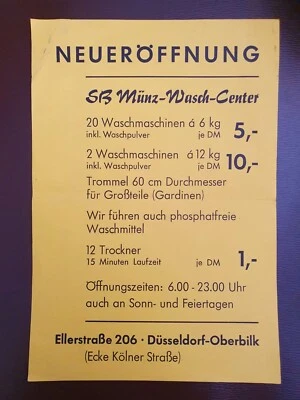 NEUERÖFFNUNG
SB Münz-Wasch-Center
20 Waschmaschinen á 6 kg
inkl. Waschpulver je DM 5,-
2 Waschmaschinen á 12 kg
inkl. Waschpulver je DM 10,-
Trommel 60 cm Durchmesser
für Großteile (Gardinen)
Wir führen auch phosphatfreie
Waschmittel
12 Trockner
15 Minuten Laufzeit je DM 1,-
Öffnungszeiten: 6.00 - 23.00 Uhr
auch an Sonn- und Feiertagen
Ellerstraße 206 · Düsseldorf-Oberbilk
(Ecke Kölner Straße)